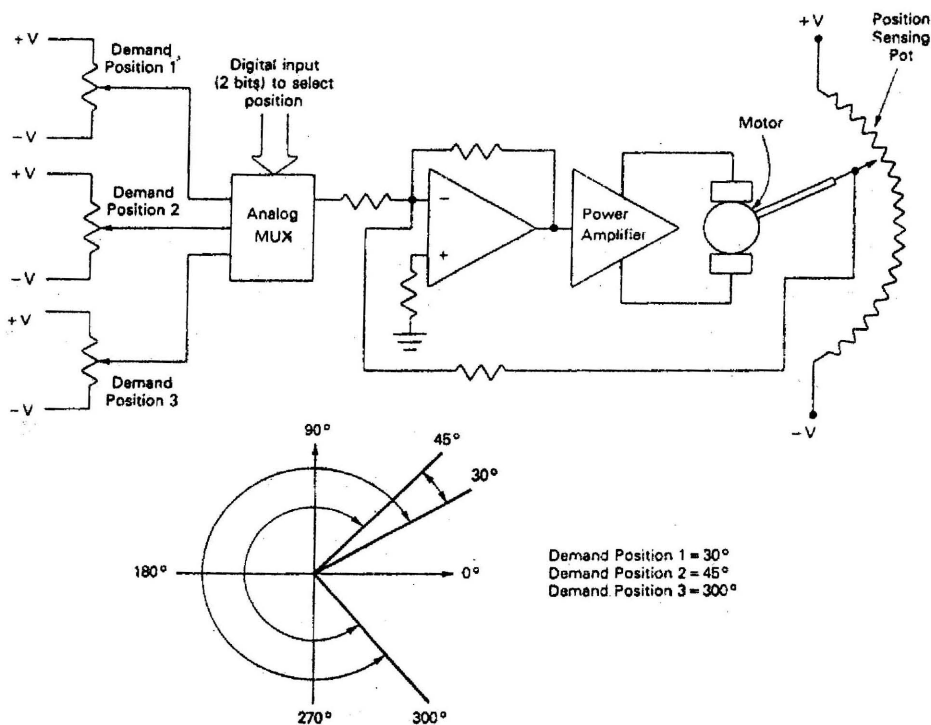 +V
Demand
Position 1
-V
Digital input
(2 bits) to select
position
+V
Demand
Position 2
-V
Analog
MUX
+V
Demand
Position 3
-V
-
+
Power
Amplifier
Motor
+V
Position
Sensing
Pot
-V
90°
45°
30°
180°
0°
270°
300°
Demand Position 1 = 30°
Demand Position 2 = 45°
Demand Position 3 = 300°